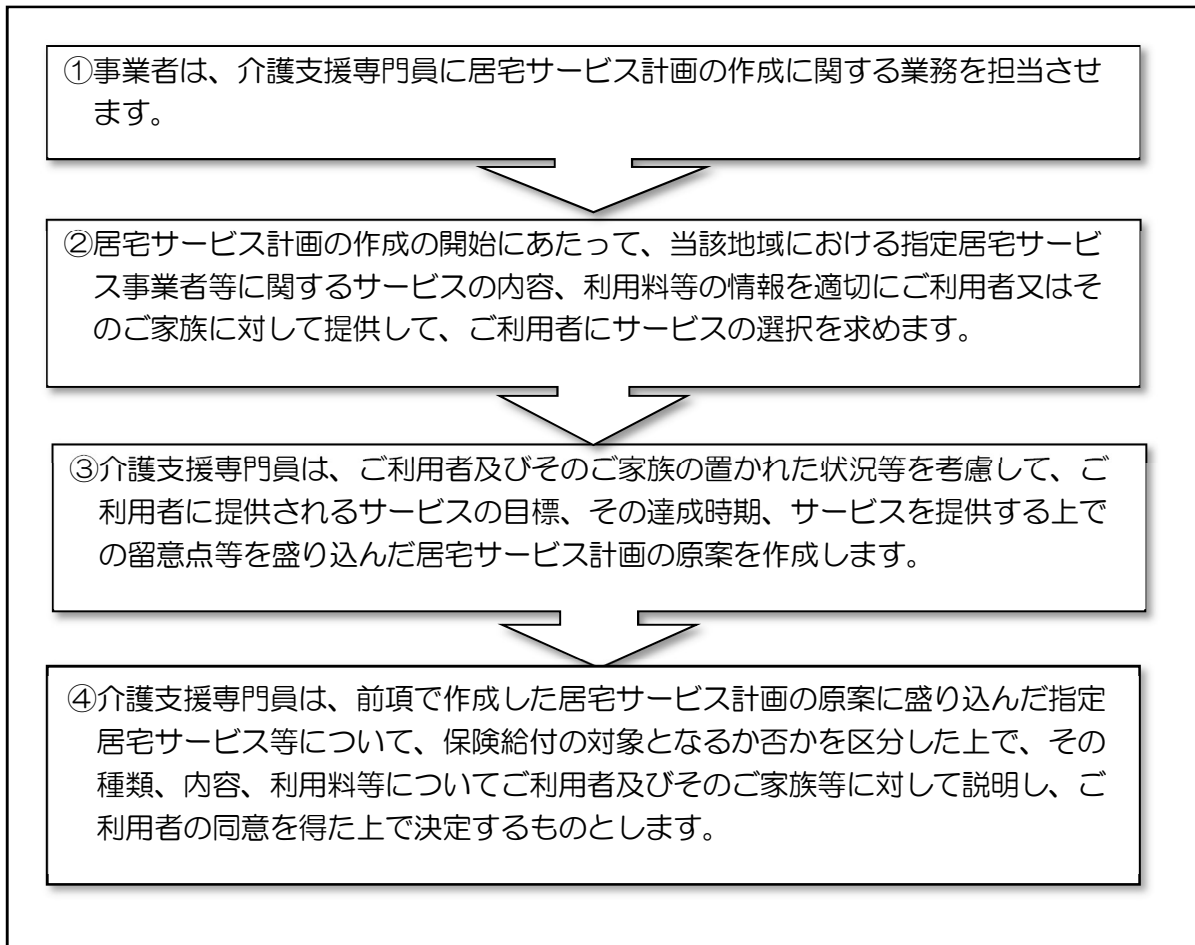 ①事業者は、介護支援専門員に居宅サービス計画の作成に関する業務を担当させ
ます。
②居宅サービス計画の作成の開始にあたって、当該地域における指定居宅サービ
ス事業者等に関するサービスの内容、利用料等の情報を適切にご利用者又はそ
のご家族に対して提供して、ご利用者にサービスの選択を求めます。
③介護支援専門員は、ご利用者及びそのご家族の置かれた状況等を考慮して、ご
利用者に提供されるサービスの目標、その達成時期、サービスを提供する上で
の留意点等を盛り込んだ居宅サービス計画の原案を作成します。
④介護支援専門員は、前項で作成した居宅サービス計画の原案に盛り込んだ指定
居宅サービス等について、保険給付の対象となるか否かを区分した上で、その
種類、内容、利用料等についてご利用者及びそのご家族等に対して説明し、ご
利用者の同意を得た上で決定するものとします。